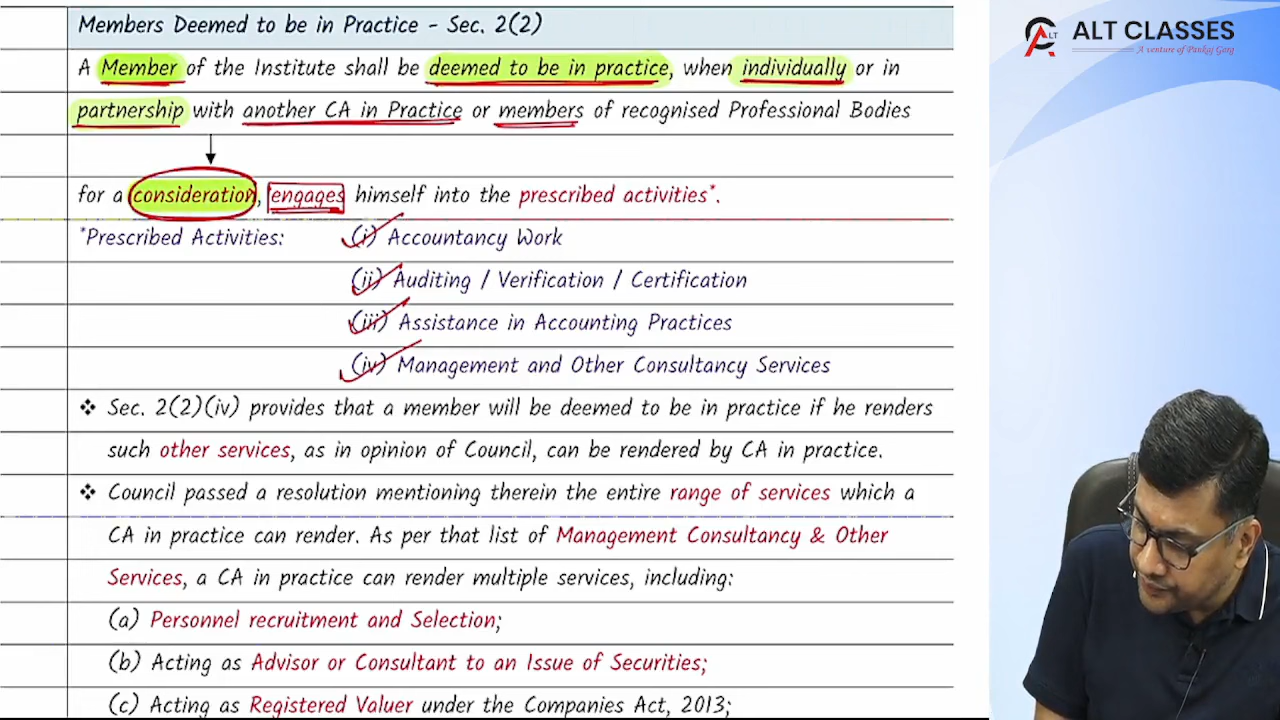 Members Deemed to be in Practice - Sec. 2(2)
A Member of the Institute shall be deemed to be in practice, when individually or in
partnership with another CA in Practice or members of recognised Professional Bodies
for a consideration, engages himself into the prescribed activities*.
*Prescribed Activities: (i) Accountancy Work
(ii) Auditing / Verification / Certification
(iii) Assistance in Accounting Practices
(iv) Management and Other Consultancy Services
❖ Sec. 2(2)(iv) provides that a member will be deemed to be in practice if he renders
such other services, as in opinion of Council, can be rendered by CA in practice.
❖ Council passed a resolution mentioning therein the entire range of services which a
CA in practice can render. As per that list of Management Consultancy & Other
Services, a CA in practice can render multiple services, including:
(a) Personnel recruitment and Selection;
(b) Acting as Advisor or Consultant to an Issue of Securities;
(c) Acting as Registered Valuer under the Companies Act, 2013;
ALT
ALT CLASSES
A venture of Pankaj Garg